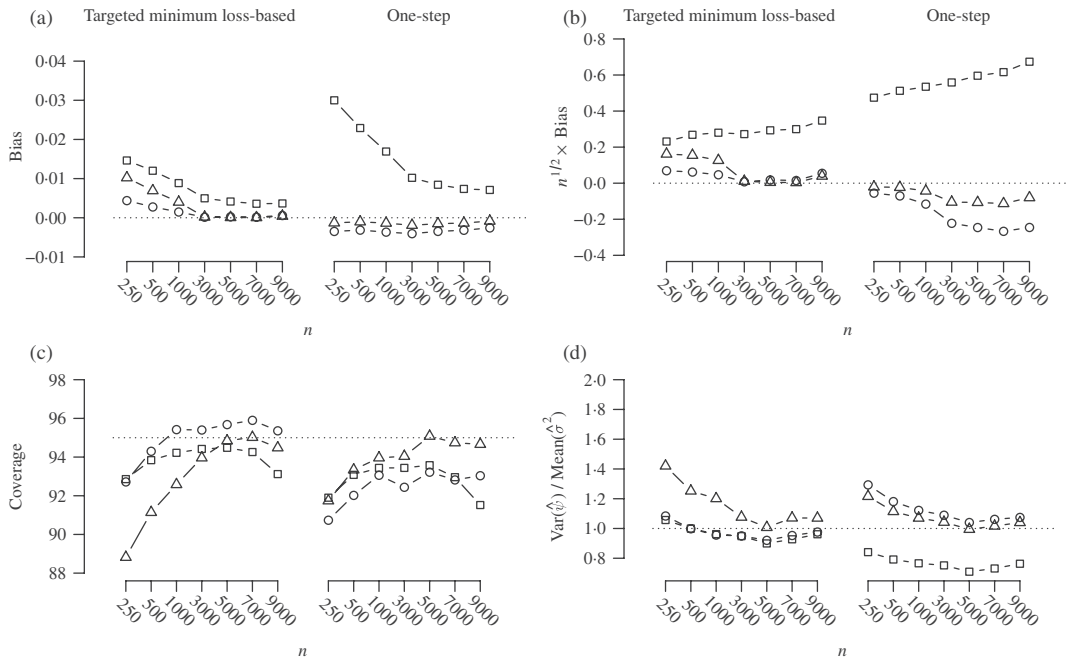 (a) Targeted minimum loss-based One-step
0·04
0·03
0·02
0·01
0·00
−0·01
Bias
250 500 1000 3000 5000 7000 9000 250 500 1000 3000 5000 7000 9000
n
(b) Targeted minimum loss-based One-step
0·8
0·6
0·4
0·2
0·0
−0·2
−0·4
n^{1/2} × Bias
250 500 1000 3000 5000 7000 9000 250 500 1000 3000 5000 7000 9000
n
(c)
98
96
94
92
90
88
Coverage
250 500 1000 3000 5000 7000 9000 250 500 1000 3000 5000 7000 9000
n
(d)
2·0
1·8
1·6
1·4
1·2
1·0
0·8
Var(ψ̂) / Mean(σ̂²)
250 500 1000 3000 5000 7000 9000 250 500 1000 3000 5000 7000 9000
n